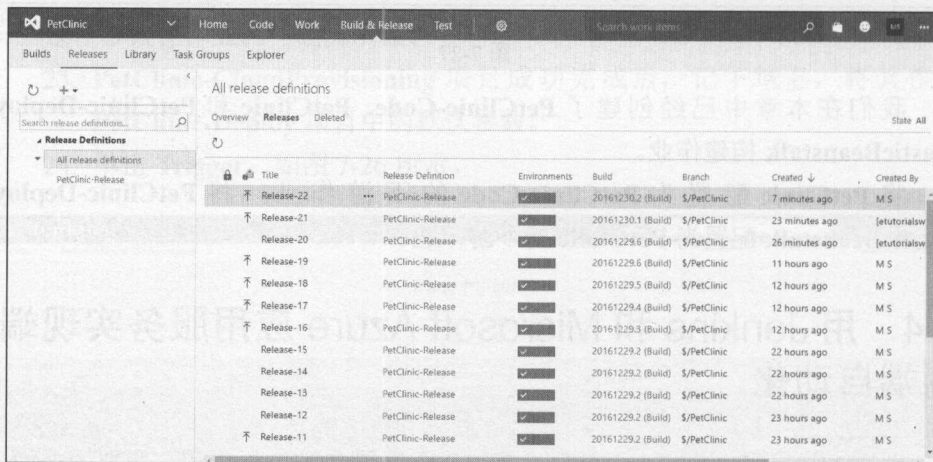 PetClinic Home Code Work Build & Release Test Search work items MS
Builds Releases Library Task Groups Explorer
Search release definitions...
Release Definitions
All release definitions
PetClinic-Release
All release definitions
Overview Releases Deleted State All
Title Release Definition Environments Build Branch Created ↓ Created By
Release-22 ... PetClinic-Release 20161230.2 (Build) $/PetClinic 7 minutes ago M S
Release-21 PetClinic-Release 20161230.1 (Build) $/PetClinic 23 minutes ago [etutorialsw
Release-20 PetClinic-Release 20161229.6 (Build) $/PetClinic 26 minutes ago [etutorialsw
Release-19 PetClinic-Release 20161229.6 (Build) $/PetClinic 11 hours ago M S
Release-18 PetClinic-Release 20161229.5 (Build) $/PetClinic 12 hours ago M S
Release-17 PetClinic-Release 20161229.4 (Build) $/PetClinic 12 hours ago M S
Release-16 PetClinic-Release 20161229.3 (Build) $/PetClinic 12 hours ago M S
Release-15 PetClinic-Release 20161229.2 (Build) $/PetClinic 22 hours ago M S
Release-14 PetClinic-Release 20161229.2 (Build) $/PetClinic 22 hours ago M S
Release-13 PetClinic-Release 20161229.2 (Build) $/PetClinic 22 hours ago M S
Release-12 PetClinic-Release 20161229.2 (Build) $/PetClinic 23 hours ago M S
Release-11 PetClinic-Release 20161229.2 (Build) $/PetClinic 23 hours ago M S